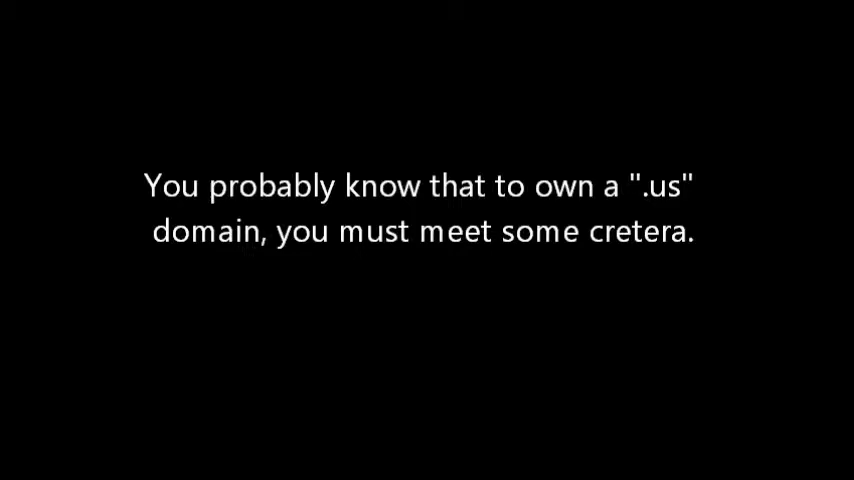 You probably know that to own a ".us"
domain, you must meet some cretera.